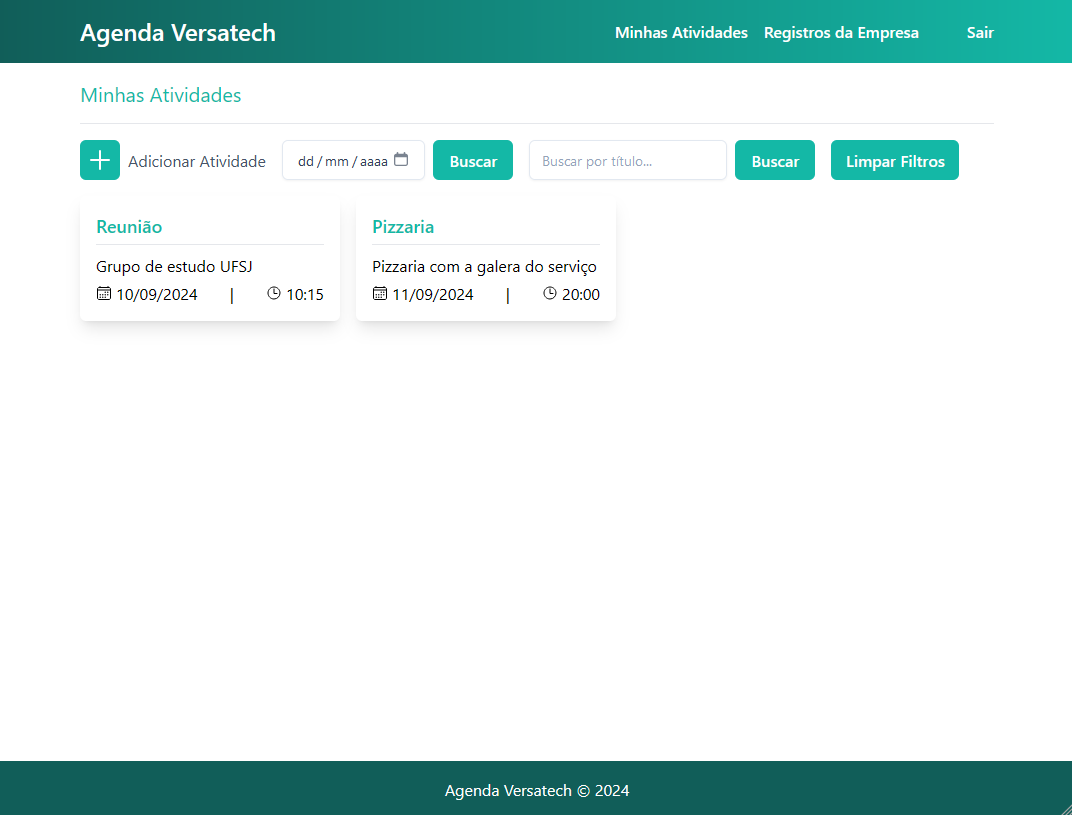 Agenda Versatech
Minhas Atividades Registros da Empresa Sair
Minhas Atividades
Adicionar Atividade dd / mm / aaaa Buscar Buscar por título... Buscar Limpar Filtros
Reunião
Grupo de estudo UFSJ
10/09/2024 | 10:15
Pizzaria
Pizzaria com a galera do serviço
11/09/2024 | 20:00
Agenda Versatech © 2024